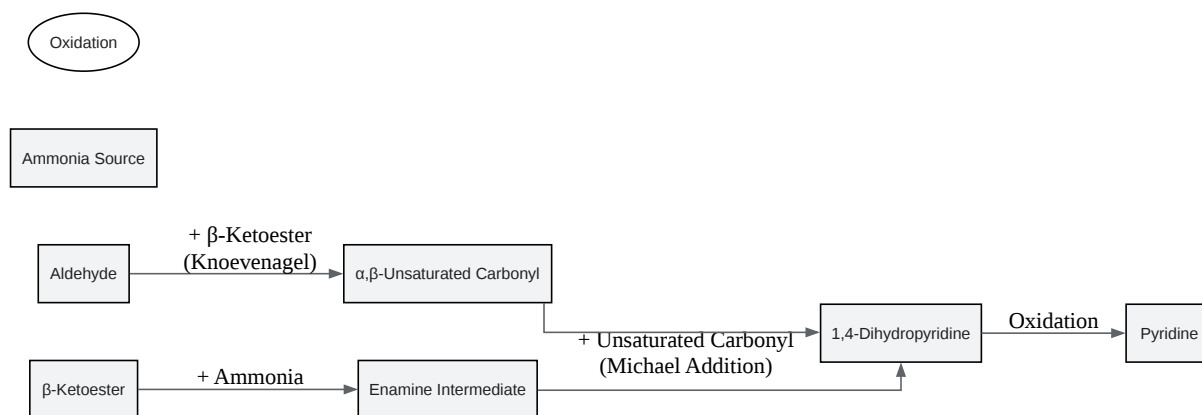 Oxidation
Ammonia Source
+ β-Ketoester
(Knoevenagel)
Aldehyde
α,β-Unsaturated Carbonyl
+ Unsaturated Carbonyl
(Michael Addition)
1,4-Dihydropyridine
Oxidation
Pyridine
β-Ketoester
+ Ammonia
Enamine Intermediate